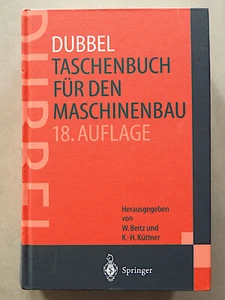 DUBBEL
DUBBEL
TASCHENBUCH
FÜR DEN
MASCHINENBAU
18. AUFLAGE
Herausgegeben
von
W. Beitz und
K.-H. Küttner
Springer